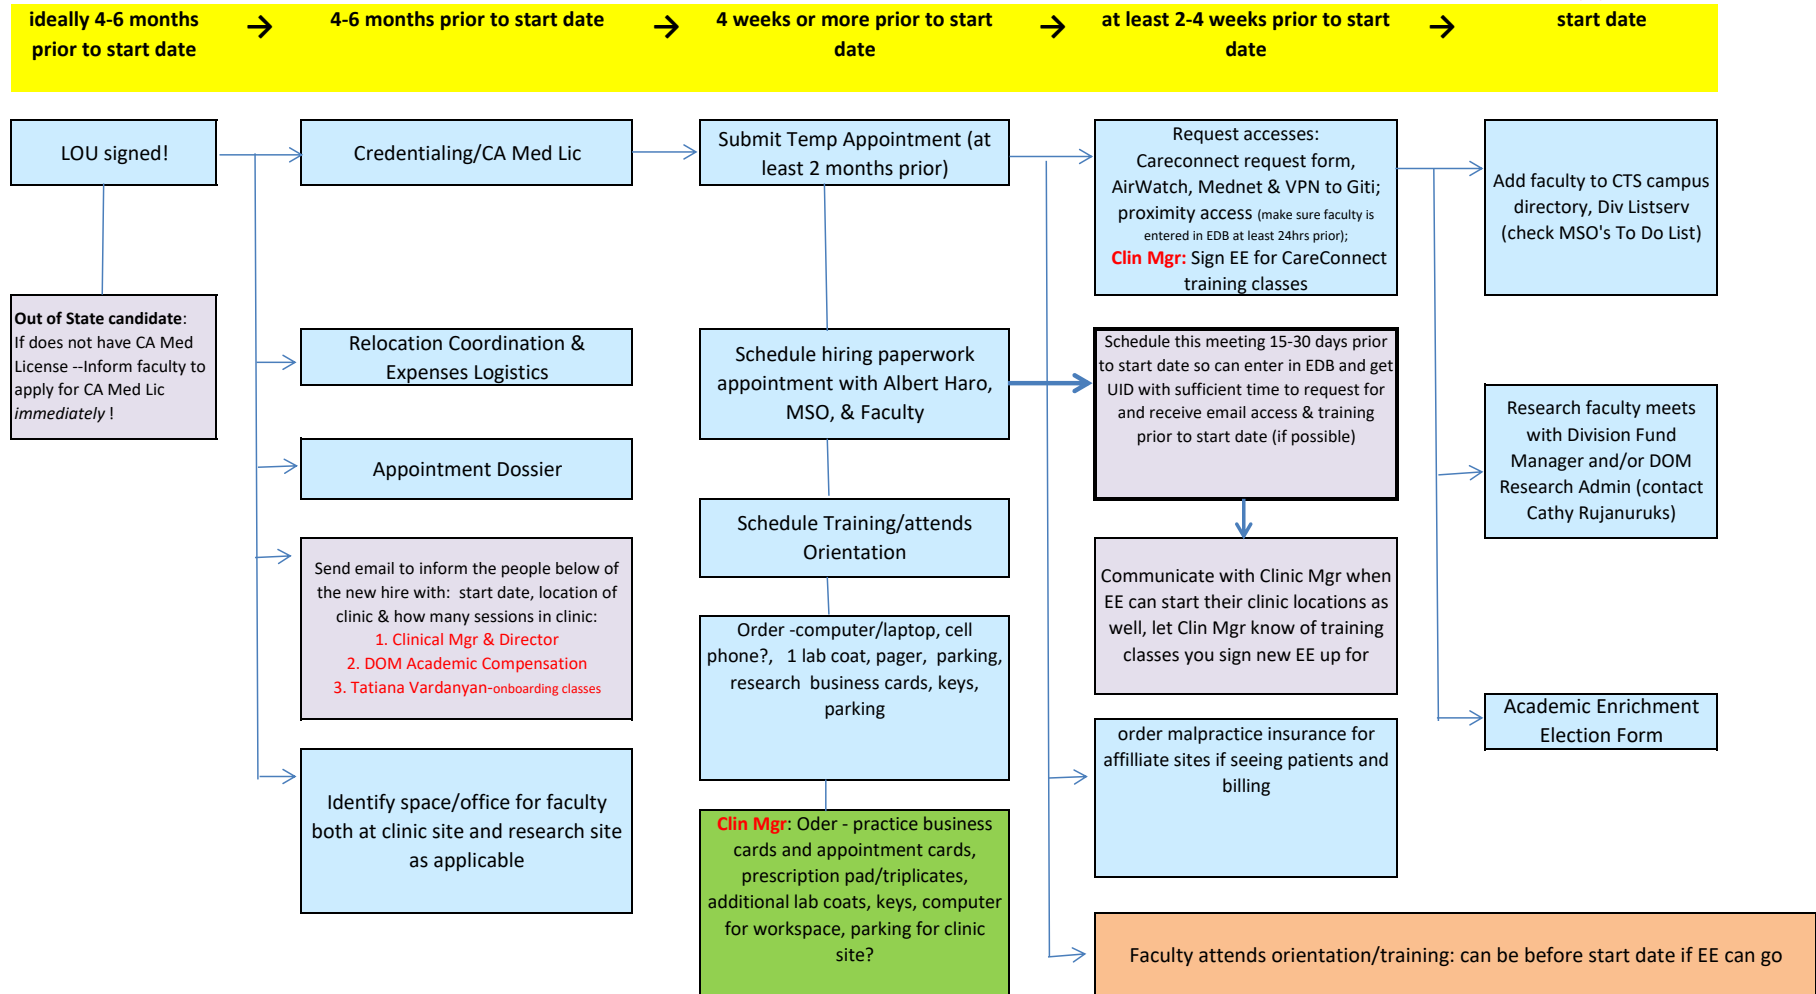 ideally 4-6 months
prior to start date
4-6 months prior to start date
4 weeks or more prior to start
date
at least 2-4 weeks prior to start
date
start date
LOU signed!
Out of State candidate:
If does not have CA Med
License --Inform faculty to
apply for CA Med Lic
immediately !
Credentialing/CA Med Lic
Relocation Coordination &
Expenses Logistics
Appointment Dossier
Send email to inform the people below of
the new hire with: start date, location of
clinic & how many sessions in clinic:
1. Clinical Mgr & Director
2. DOM Academic Compensation
3. Tatiana Vardanyan-onboarding classes
Identify space/office for faculty
both at clinic site and research site
as applicable
Submit Temp Appointment (at
least 2 months prior)
Schedule hiring paperwork
appointment with Albert Haro,
MSO, & Faculty
Schedule Training/attends
Orientation
Order -computer/laptop, cell
phone?, 1 lab coat, pager, parking,
research business cards, keys,
parking
Clin Mgr: Oder - practice business
cards and appointment cards,
prescription pad/triplicates,
additional lab coats, keys, computer
for workspace, parking for clinic
site?
Request accesses:
Careconnect request form,
AirWatch, Mednet & VPN to Giti;
proximity access (make sure faculty is
entered in EDB at least 24hrs prior);
Clin Mgr: Sign EE for CareConnect
training classes
Schedule this meeting 15-30 days prior
to start date so can enter in EDB and get
UID with sufficient time to request for
and receive email access & training
prior to start date (if possible)
Communicate with Clinic Mgr when
EE can start their clinic locations as
well, let Clin Mgr know of training
classes you sign new EE up for
order malpractice insurance for
affilliate sites if seeing patients and
billing
Faculty attends orientation/training: can be before start date if EE can go
Add faculty to CTS campus
directory, Div Listserv
(check MSO's To Do List)
Research faculty meets
with Division Fund
Manager and/or DOM
Research Admin (contact
Cathy Rujanuruks)
Academic Enrichment
Election Form